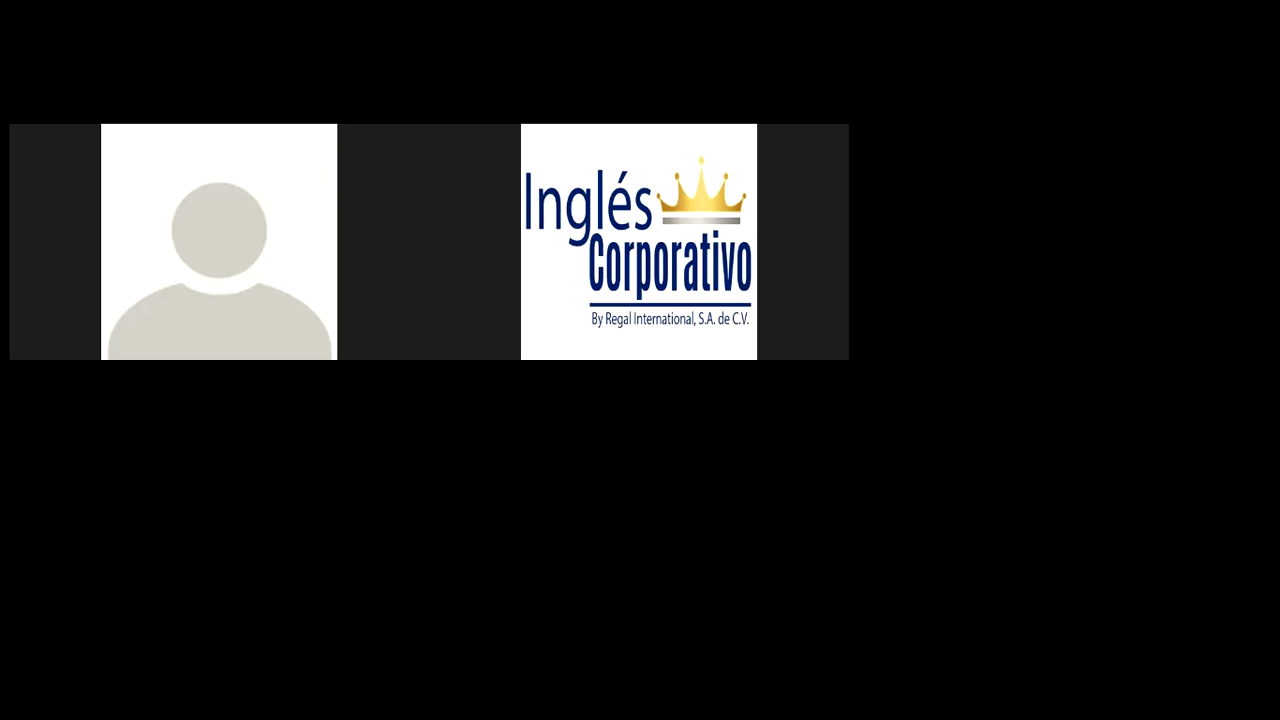 Inglés
Corporativo
By Regal International, S.A. de C.V.